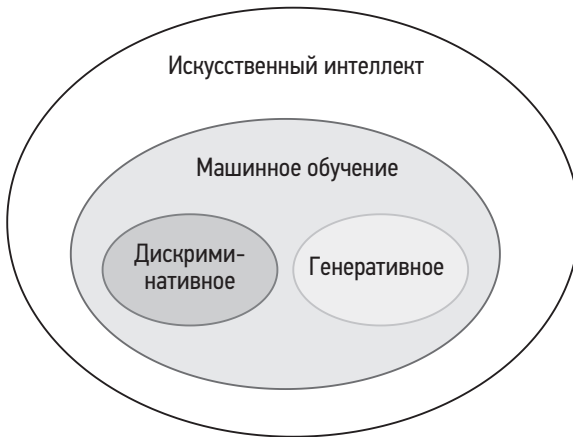 Искусственный интеллект
Машинное обучение
Дискрими-
нативное
Генеративное